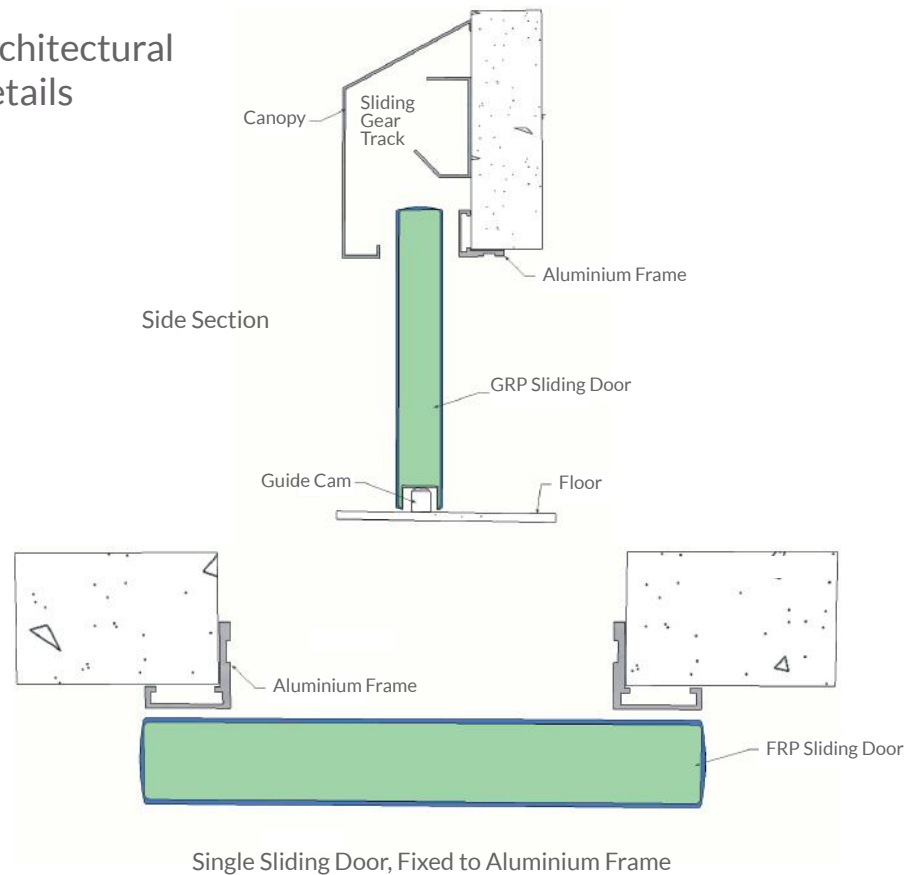 chitectural
etails
Canopy
Sliding
Gear
Track
Aluminium Frame
Side Section
GRP Sliding Door
Guide Cam
Floor
Aluminium Frame
FRP Sliding Door
Single Sliding Door, Fixed to Aluminium Frame